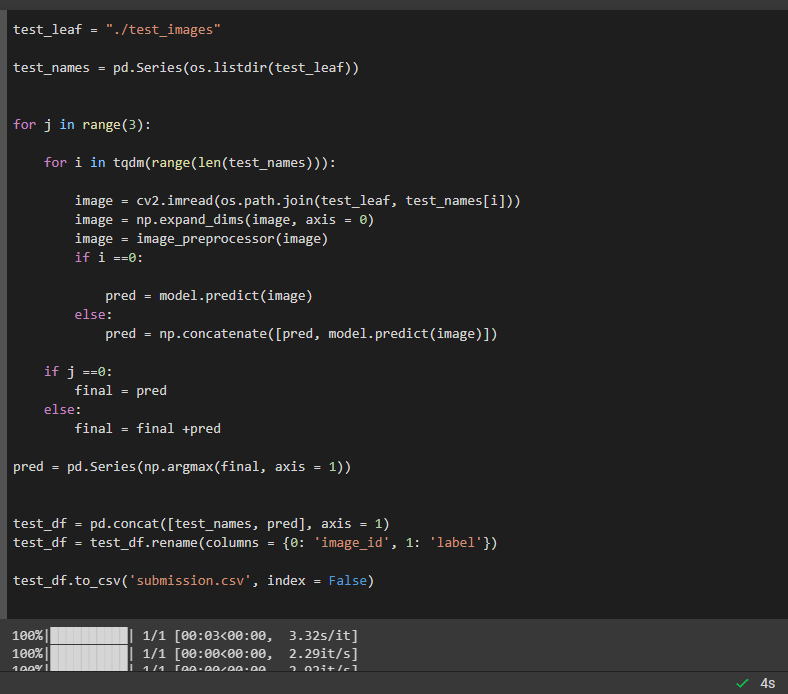 test_leaf = "./test_images"
test_names = pd.Series(os.listdir(test_leaf))
for j in range(3):
    for i in tqdm(range(len(test_names))):
        image = cv2.imread(os.path.join(test_leaf, test_names[i]))
        image = np.expand_dims(image, axis = 0)
        image = image_preprocessor(image)
        if i ==0:
            pred = model.predict(image)
        else:
            pred = np.concatenate([pred, model.predict(image)])
    if j ==0:
        final = pred
    else:
        final = final +pred
pred = pd.Series(np.argmax(final, axis = 1))
test_df = pd.concat([test_names, pred], axis = 1)
test_df = test_df.rename(columns = {0: 'image_id', 1: 'label'})
test_df.to_csv('submission.csv', index = False)
100%|██████████| 1/1 [00:03<00:00,  3.32s/it]
100%|██████████| 1/1 [00:00<00:00,  2.29it/s]
100%|██████████| 1/1 [00:00<00:00,  2.92it/s]
4s